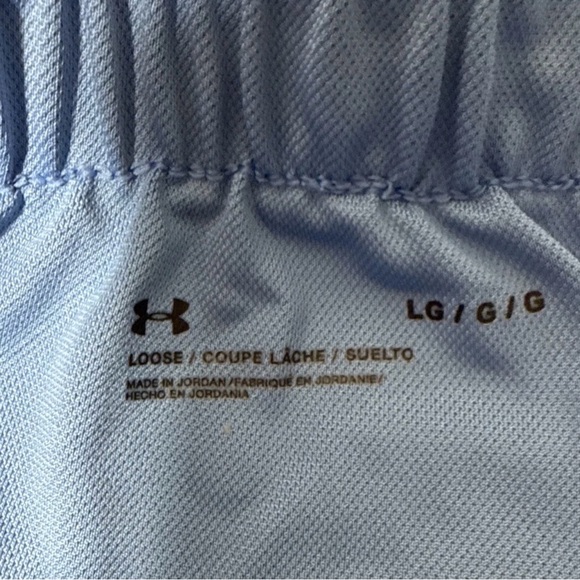 LG / G / G
LOOSE / COUPE LÂCHE / SUELTO
MADE IN JORDAN / FABRIQUÉ EN JORDANIE /
HECHO EN JORDANIA